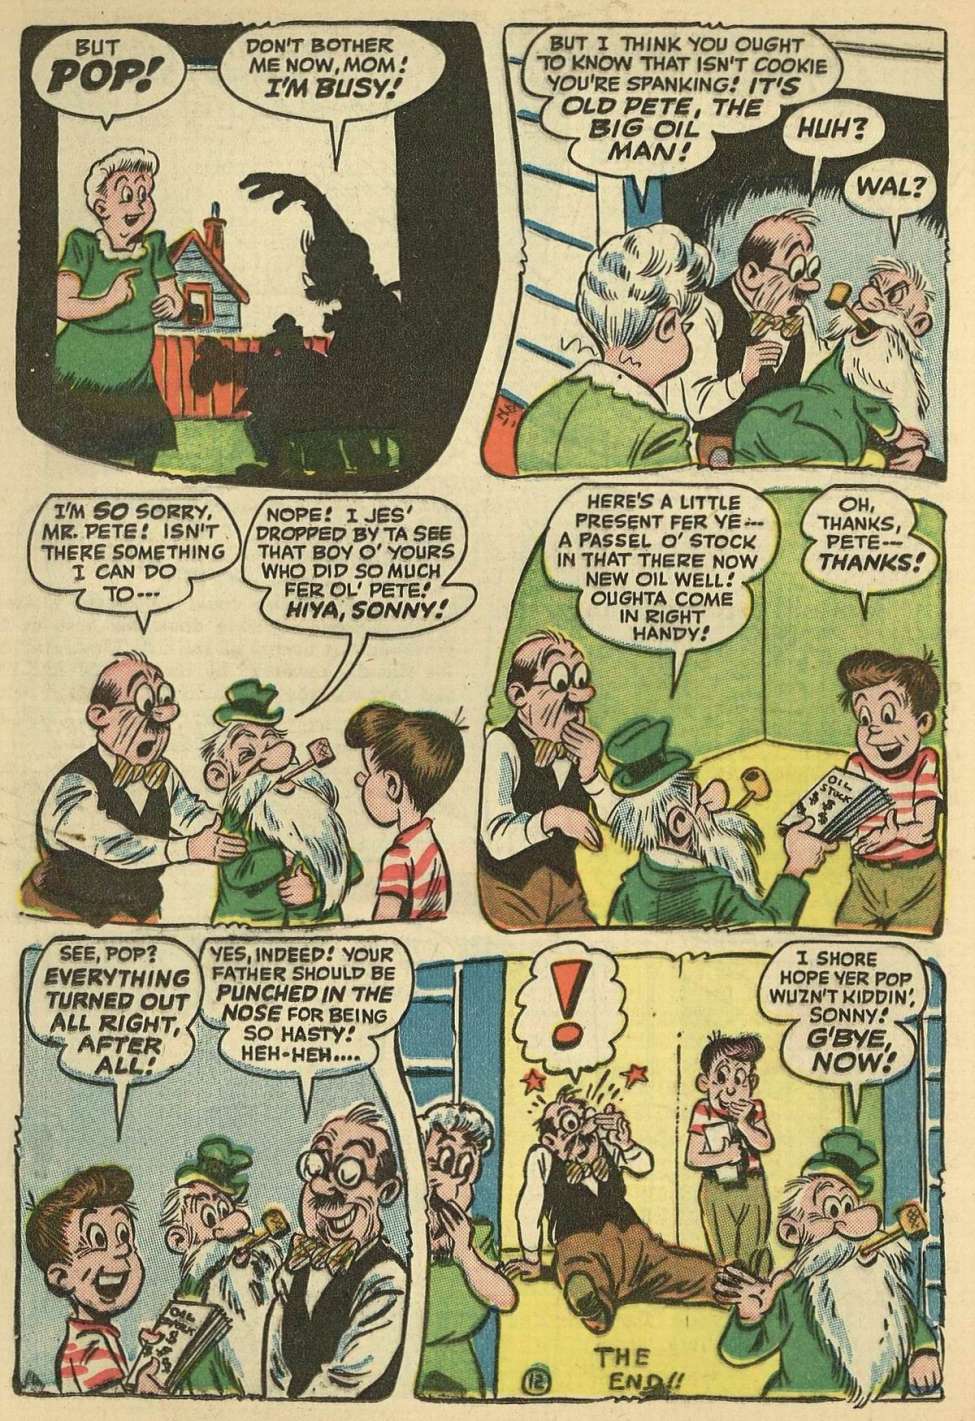 BUT
POP!
DON'T BOTHER
ME NOW, MOM!
I'M BUSY!
BUT I THINK YOU OUGHT
TO KNOW THAT ISN'T COOKIE
YOU'RE SPANKING! IT'S
OLD PETE, THE
BIG OIL
MAN!
HUH?
WAL?
I'M SO SORRY,
MR. PETE! ISN'T
THERE SOMETHING
I CAN DO
TO---
NOPE! I JES'
DROPPED BY TA SEE
THAT BOY O' YOURS
WHO DID SO MUCH
FER OL' PETE!
HIYA, SONNY!
HERE'S A LITTLE
PRESENT FER YE---
A PASSEL O' STOCK
IN THAT THERE NOW
NEW OIL WELL!
OUGHTA COME
IN RIGHT
HANDY!
OH,
THANKS,
PETE---
THANKS!
OIL
STOCK
$ $ $
$
SEE, POP?
EVERYTHING
TURNED OUT
ALL RIGHT,
AFTER
ALL!
YES, INDEED! YOUR
FATHER SHOULD BE
PUNCHED IN THE
NOSE FOR BEING
SO HASTY!
HEH-HEH....
OIL
STOCK
$
$ $
!
I SHORE
HOPE YER POP
WUZN'T KIDDIN',
SONNY!
G'BYE,
NOW!
12
THE
END!!